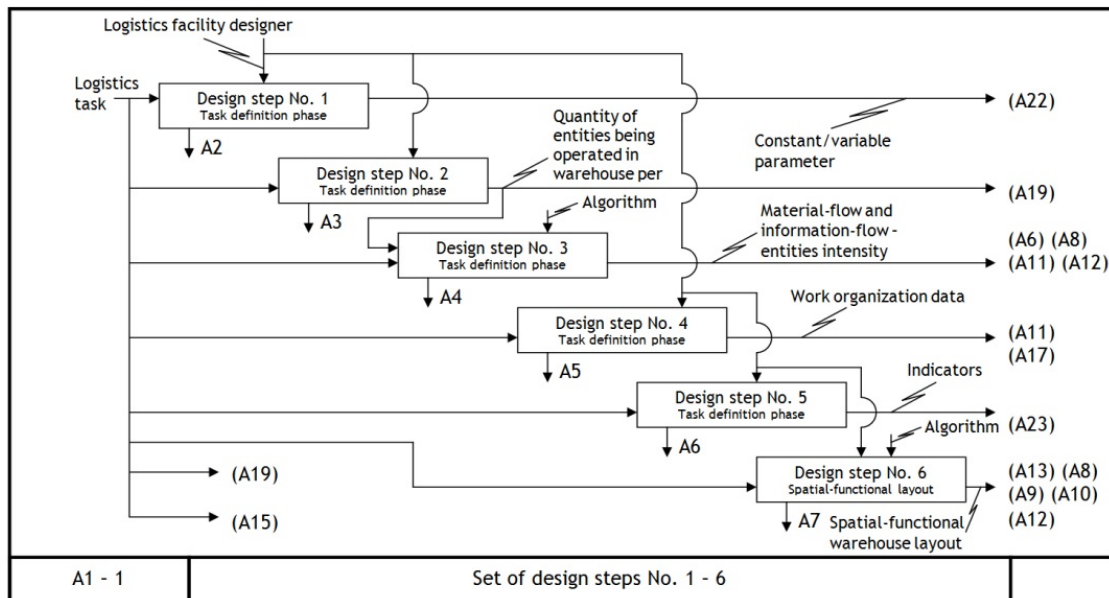 Logistics facility designer
Logistics
task
Design step No. 1
Task definition phase
A2
(A22)
Constant/variable
parameter
Quantity of
entities being
operated in
warehouse per
Design step No. 2
Task definition phase
A3
(A19)
Algorithm
Design step No. 3
Task definition phase
A4
Material-flow and
information-flow-
entities intensity
(A6) (A8)
(A11) (A12)
Design step No. 4
Task definition phase
A5
Work organization data
(A11)
(A17)
Design step No. 5
Task definition phase
A6
Indicators
(A23)
Algorithm
Design step No. 6
Spatial-functional layout
A7
(A13) (A8)
(A9) (A10)
(A12)
Spatial-functional
warehouse layout
(A19)
(A15)
A1 - 1
Set of design steps No. 1 - 6